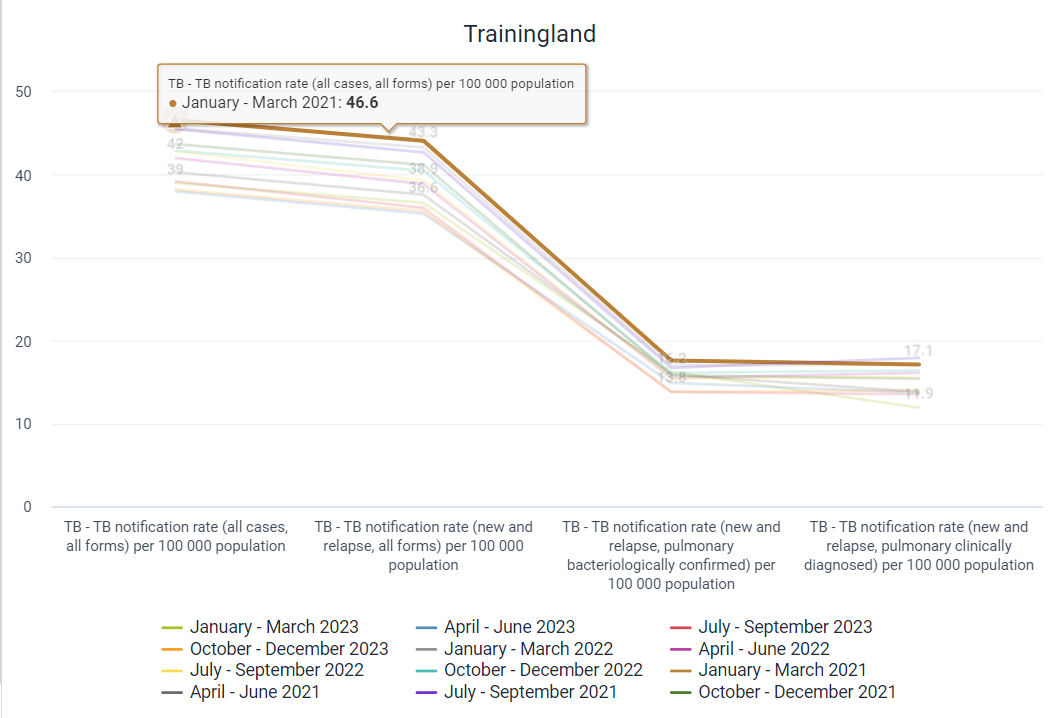 Trainingland
TB - TB notification rate (all cases, all forms) per 100 000 population
January - March 2021: 46.6
50
40
30
20
10
0
43.3
42
38.9
39
36.6
17.1
13.8
11.9
TB - TB notification rate (all cases,
all forms) per 100 000 population
TB - TB notification rate (new and
relapse, all forms) per 100 000
population
TB - TB notification rate (new and
relapse, pulmonary
bacteriologically confirmed) per
100 000 population
TB - TB notification rate (new and
relapse, pulmonary clinically
diagnosed) per 100 000 population
January - March 2023
April - June 2023
July - September 2023
October - December 2023
January - March 2022
April - June 2022
July - September 2022
October - December 2022
January - March 2021
April - June 2021
July - September 2021
October - December 2021